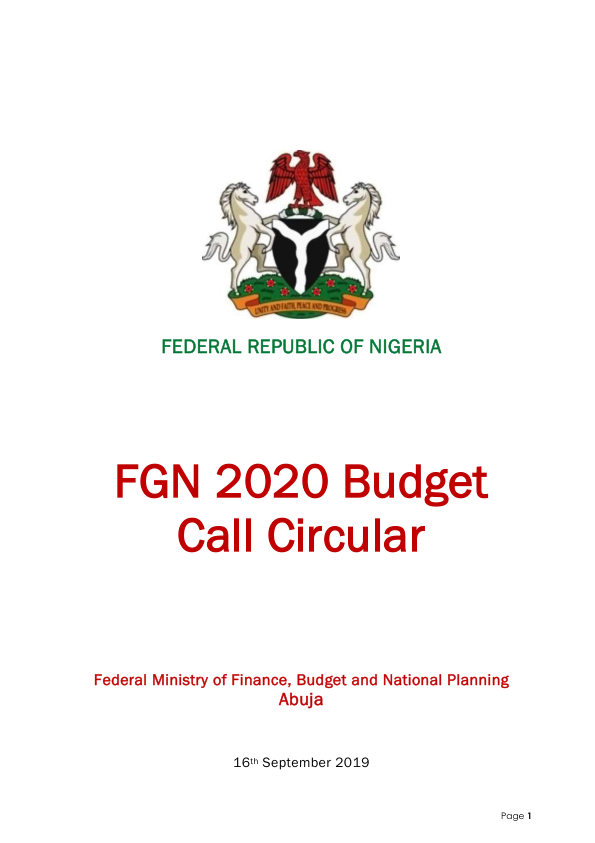 UNITY AND FAITH, PEACE AND PROGRESS
FEDERAL REPUBLIC OF NIGERIA
FGN 2020 Budget
Call Circular
Federal Ministry of Finance, Budget and National Planning
Abuja
16th September 2019
Page 1